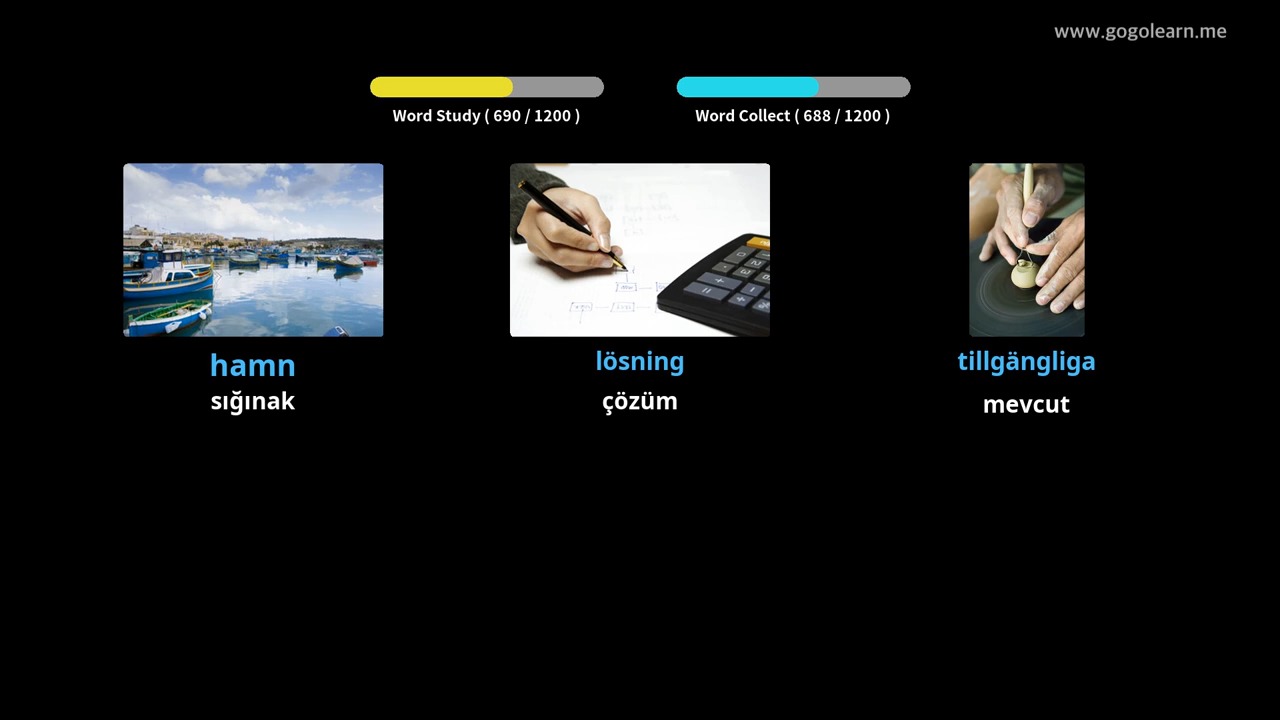 www.gogolearn.me
Word Study ( 690 / 1200 )
Word Collect ( 688 / 1200 )
hamn
sığınak
lösning
çözüm
tillgängliga
mevcut